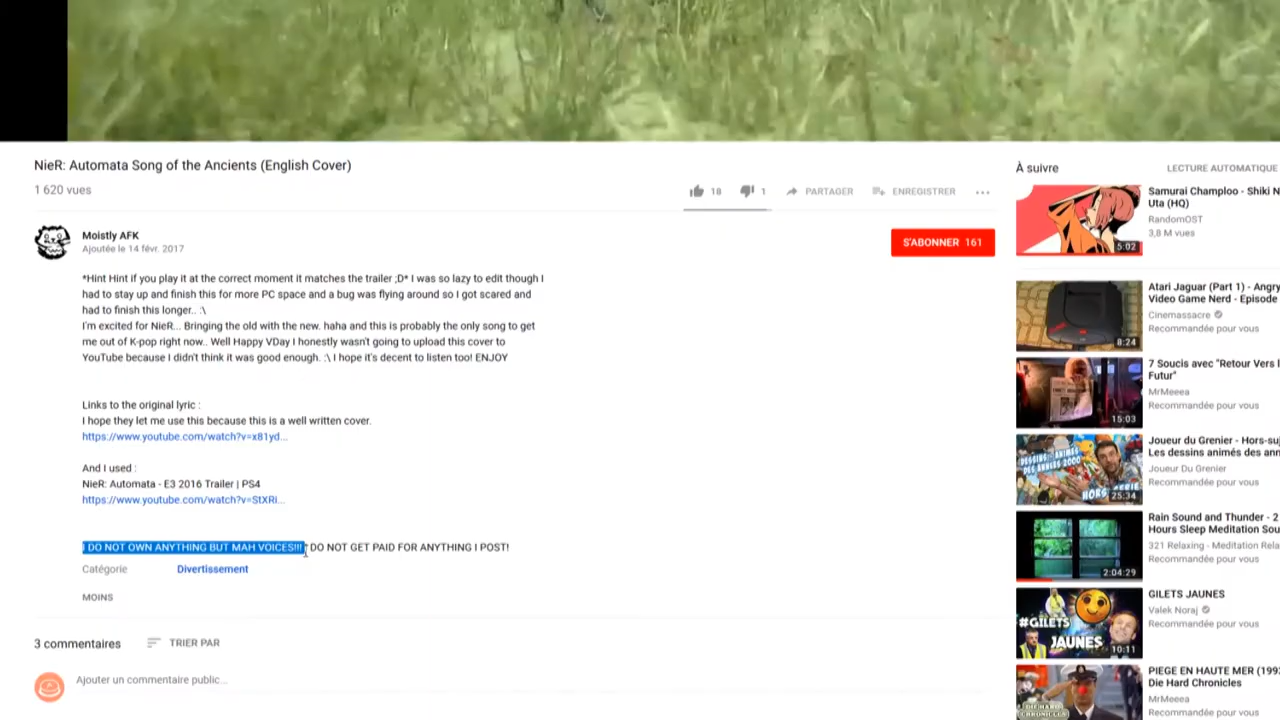 NieR: Automata Song of the Ancients (English Cover)
1 620 vues
18
1
PARTAGER
ENREGISTRER
Moistly AFK
Ajoutée le 14 févr. 2017
S'ABONNER 161
*Hint Hint if you play it at the correct moment it matches the trailer ;D* I was so lazy to edit though I
had to stay up and finish this for more PC space and a bug was flying around so I got scared and
had to finish this longer.. :\
I'm excited for NieR... Bringing the old with the new. haha and this is probably the only song to get
me out of K-pop right now.. Well Happy VDay I honestly wasn't going to upload this cover to
YouTube because I didn't think it was good enough. :\ I hope it's decent to listen too! ENJOY
Links to the original lyric :
I hope they let me use this because this is a well written cover.
https://www.youtube.com/watch?v=x81yd...
And I used :
NieR: Automata - E3 2016 Trailer | PS4
https://www.youtube.com/watch?v=StXRi...
I DO NOT OWN ANYTHING BUT MAH VOICES!!! DO NOT GET PAID FOR ANYTHING I POST!
Catégorie
Divertissement
MOINS
3 commentaires
TRIER PAR
Ajouter un commentaire public...
À suivre
LECTURE AUTOMATIQUE
Samurai Champloo - Shiki N
Uta (HQ)
RandomOST
3,8 M vues
5:02
Atari Jaguar (Part 1) - Angry
Video Game Nerd - Episode
Cinemassacre
Recommandée pour vous
8:24
7 Soucis avec "Retour Vers l
Futur"
MrMeeea
Recommandée pour vous
15:03
Joueur du Grenier - Hors-su
Les dessins animés des ann
Joueur Du Grenier
Recommandée pour vous
DESSINS ANIMÉS
DES ANNÉES 2000
HORS SERIE
25:34
Rain Sound and Thunder - 2
Hours Sleep Meditation Sou
321 Relaxing - Meditation Rela
Recommandée pour vous
2:04:29
GILETS JAUNES
Valek Noraj
Recommandée pour vous
#GILETS
JAUNES
10:11
PIEGE EN HAUTE MER (199
Die Hard Chronicles
MrMeeea
Recommandée pour vous
DIE HARD
CHRONICLES